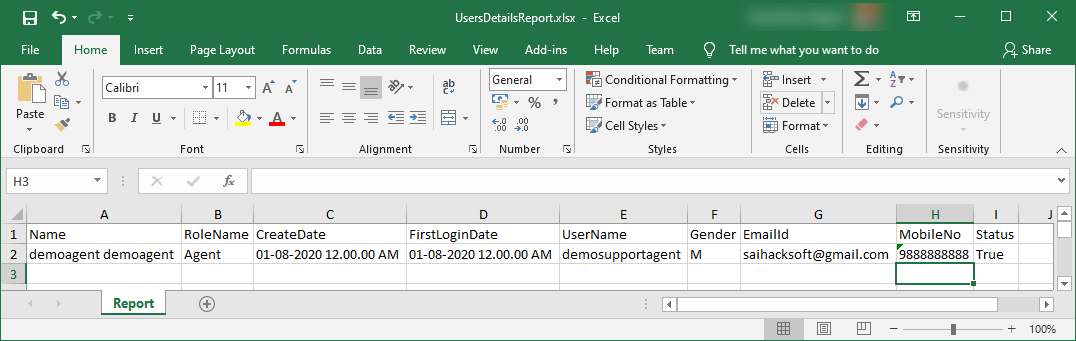 UsersDetailsReport.xlsx - Excel
File Home Insert Page Layout Formulas Data Review View Add-ins Help Team Tell me what you want to do Share
Paste
Clipboard
Calibri 11
B I U A
Font
ab
Alignment
General
% ,
Number
Conditional Formatting
Format as Table
Cell Styles
Styles
Insert
Delete
Format
Cells
Editing
Sensitivity
Sensitivity
H3 fx
A B C D E F G H I J
1 Name RoleName CreateDate FirstLoginDate UserName Gender EmailId MobileNo Status
2 demoagent demoagent Agent 01-08-2020 12.00.00 AM 01-08-2020 12.00.00 AM demosupportagent M saihacksoft@gmail.com 9888888888 True
3
Report
100%